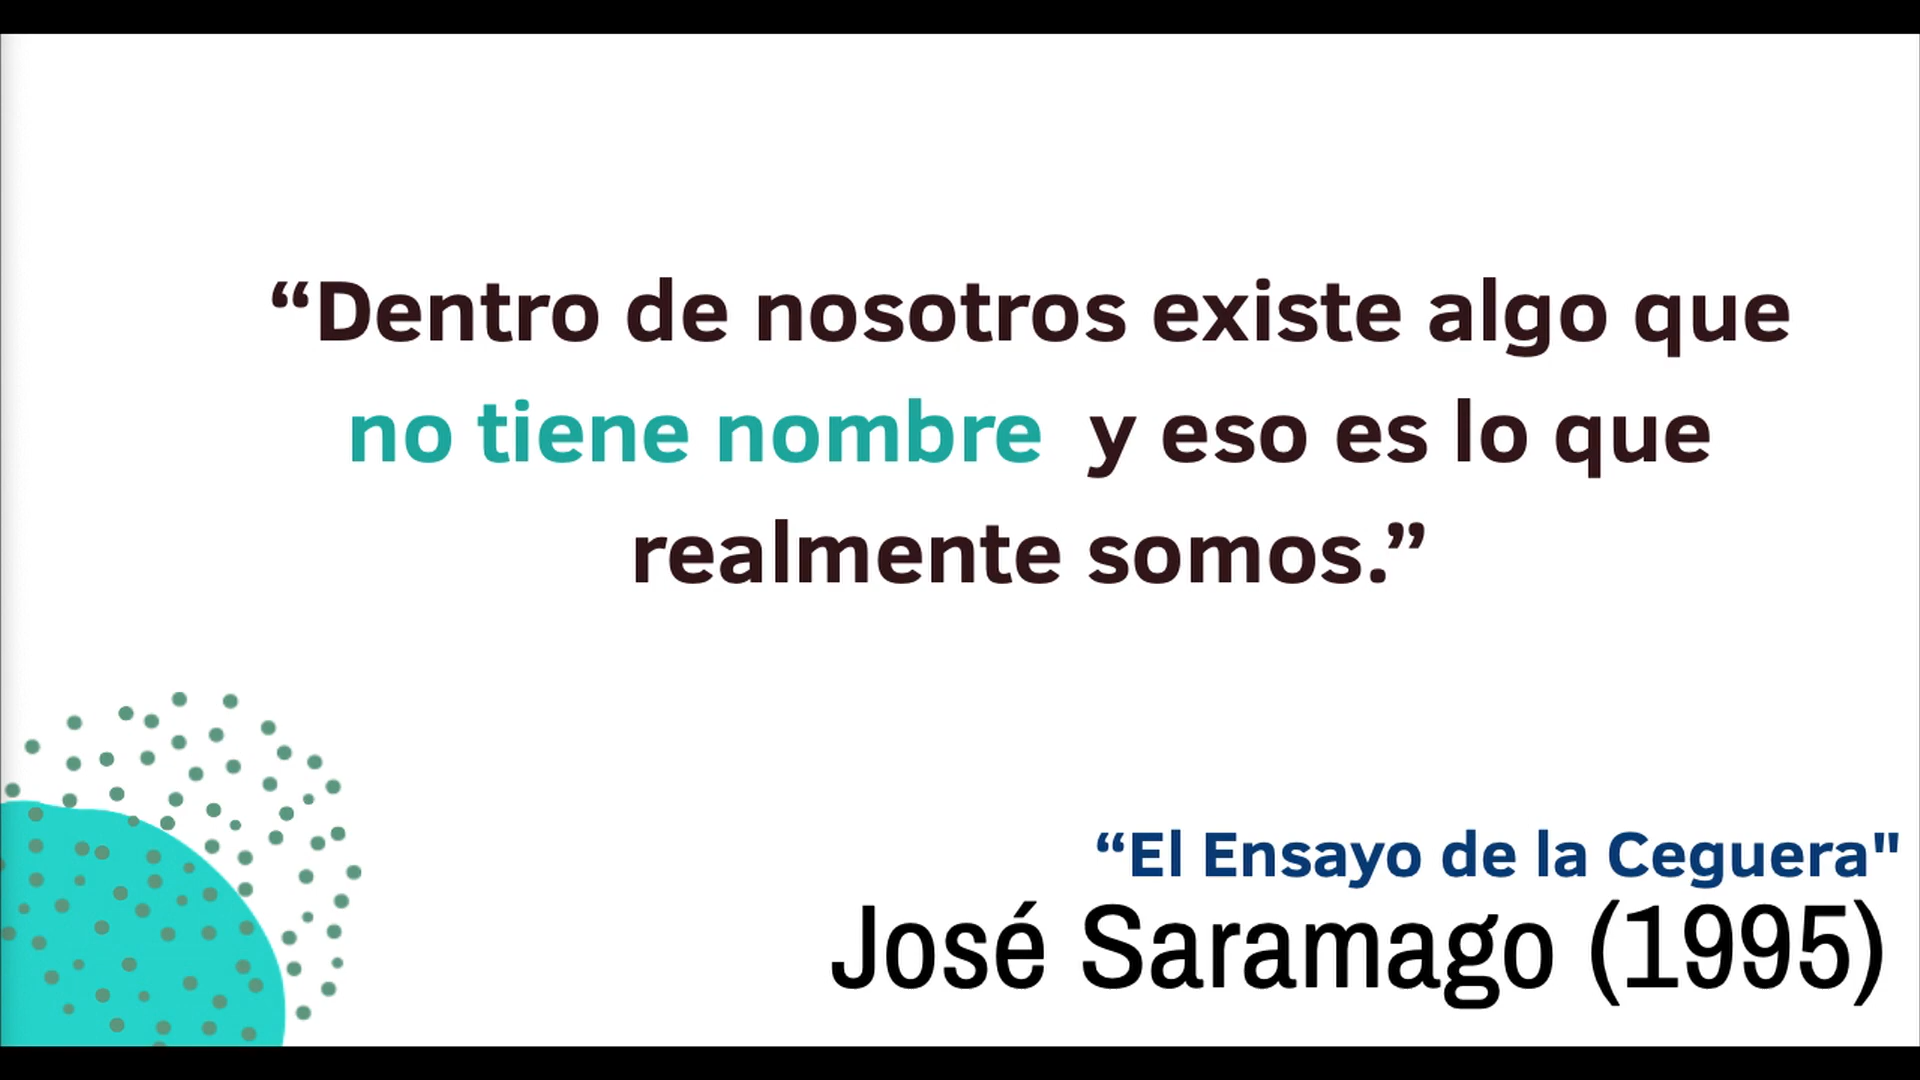 “Dentro de nosotros existe algo que
no tiene nombre y eso es lo que
realmente somos.”
“El Ensayo de la Ceguera"
José Saramago (1995)